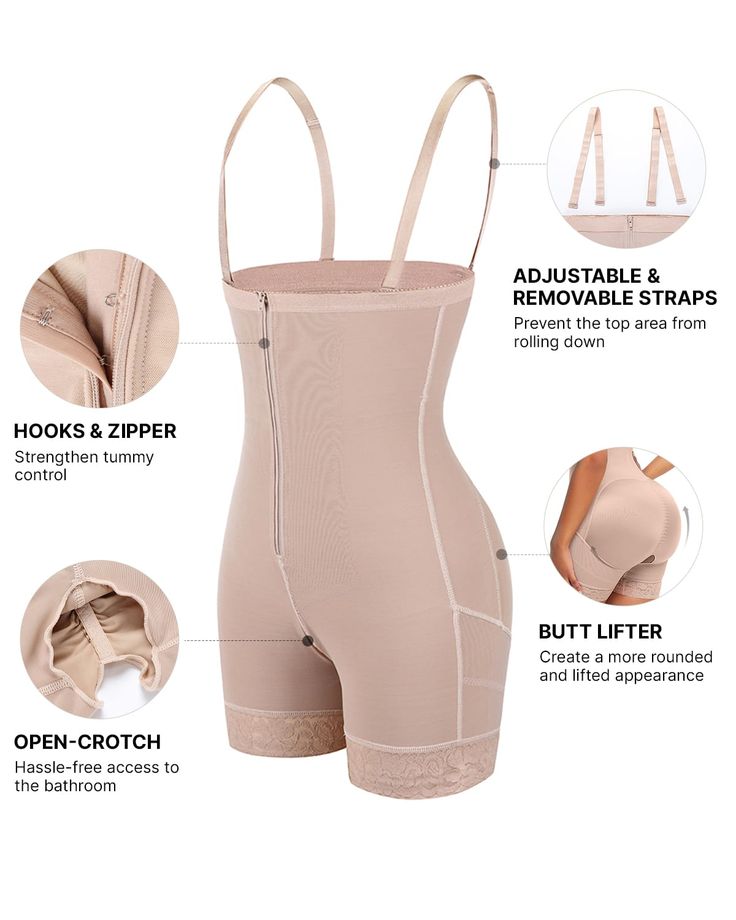 ADJUSTABLE &
REMOVABLE STRAPS
Prevent the top area from
rolling down
HOOKS & ZIPPER
Strengthen tummy
control
BUTT LIFTER
Create a more rounded
and lifted appearance
OPEN-CROTCH
Hassle-free access to
the bathroom